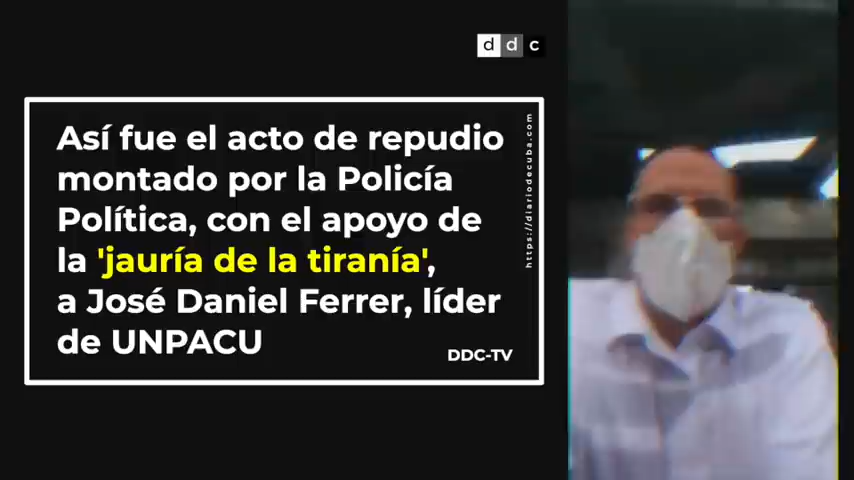 ddc
Así fue el acto de repudio
montado por la Policía
Política, con el apoyo de
la 'jauría de la tiranía',
a José Daniel Ferrer, líder
de UNPACU
DDC-TV
https://diariodecuba.com